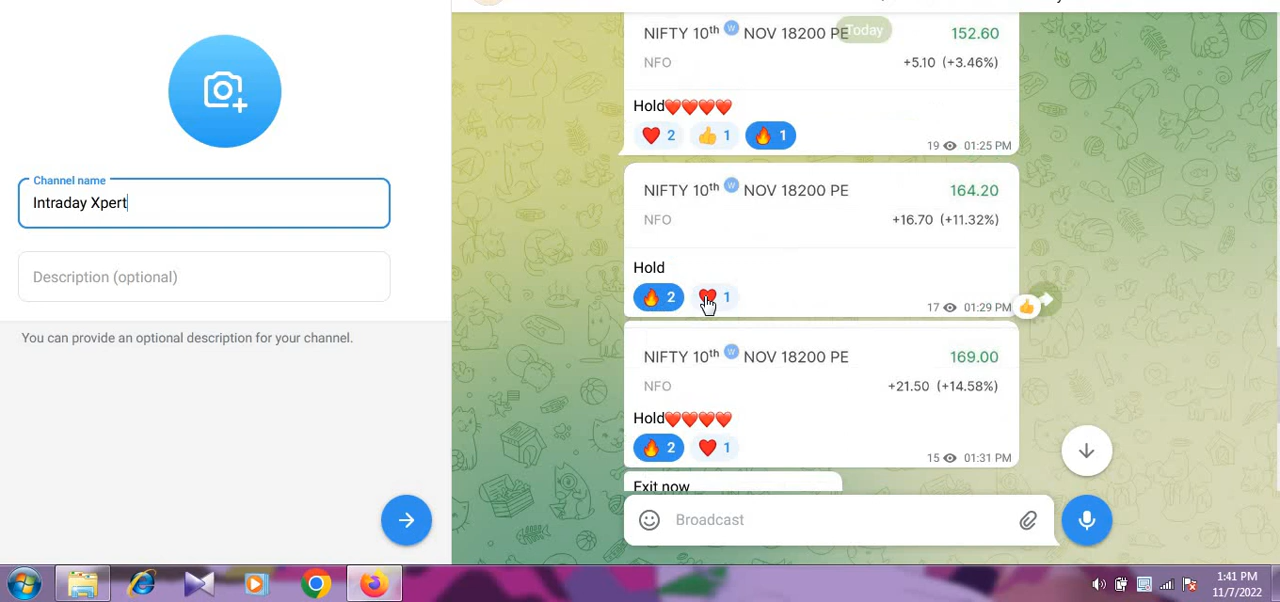 Channel name
Intraday Xpert
Description (optional)
You can provide an optional description for your channel.
Today
NIFTY 10th W NOV 18200 PE 152.60
NFO +5.10 (+3.46%)
Hold❤️❤️❤️❤️
❤️ 2 👍 1 🔥 1
19 01:25 PM
NIFTY 10th W NOV 18200 PE 164.20
NFO +16.70 (+11.32%)
Hold
🔥 2 ❤️ 1
17 01:29 PM
NIFTY 10th W NOV 18200 PE 169.00
NFO +21.50 (+14.58%)
Hold❤️❤️❤️❤️
🔥 2 ❤️ 1
15 01:31 PM
Exit now
Broadcast
1:41 PM
11/7/2022